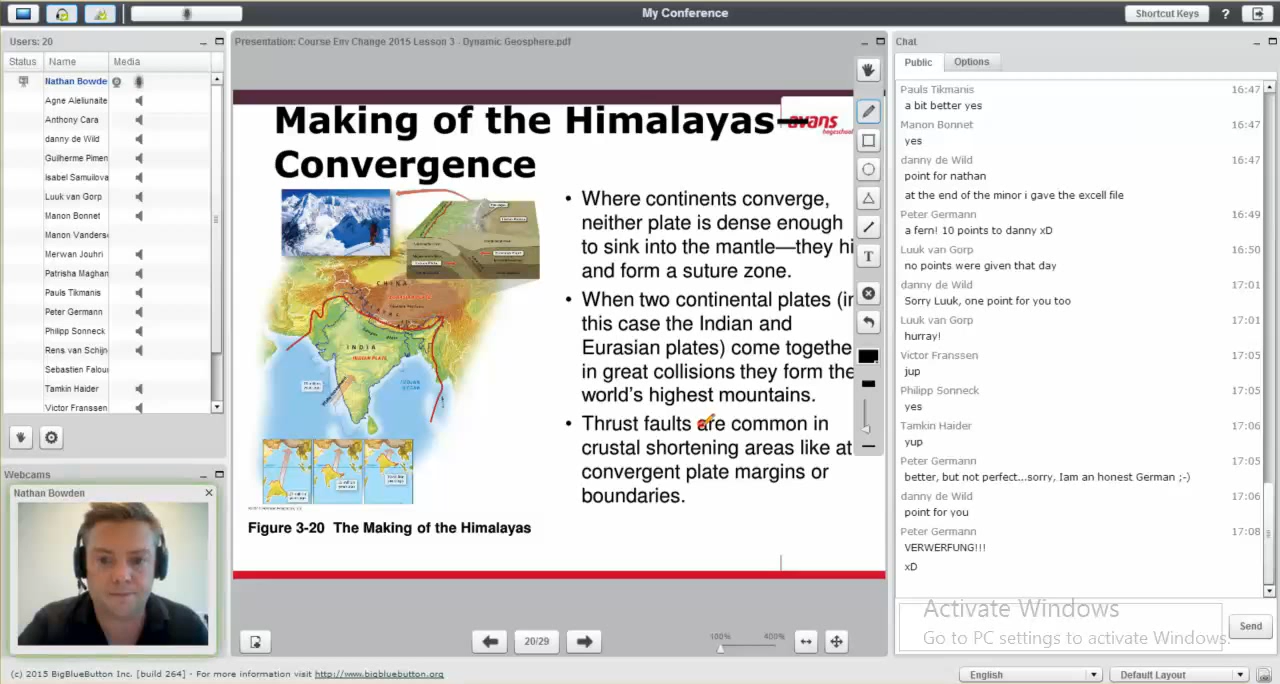 My Conference
Shortcut Keys
?
Users: 20
Status Name Media
Nathan Bowde
Agne Aleliunaite
Anthony Cara
danny de Wild
Guilherme Pimen
Isabel Samuilova
Luuk van Gorp
Manon Bonnet
Manon Vanders
Merwan Jouhri
Patrisha Maghan
Pauls Tikmanis
Peter Germann
Philipp Sonneck
Rens van Schijn
Sebastien Falou
Tamkin Haider
Victor Franssen
Webcams
Nathan Bowden
Presentation: Course Env Change 2015 Lesson 3 - Dynamic Geosphere.pdf
Making of the Himalayas—
Convergence
avans
hogeschool
• Where continents converge,
neither plate is dense enough
to sink into the mantle—they hi
and form a suture zone.
• When two continental plates (in
this case the Indian and
Eurasian plates) come togethe
in great collisions they form the
world's highest mountains.
• Thrust faults are common in
crustal shortening areas like at
convergent plate margins or
boundaries.
CHINA
INDIA
INDIAN PLATE
Figure 3-20 The Making of the Himalayas
T
20/29
100% 400%
Chat
Public Options
Pauls Tikmanis 16:47
a bit better yes
Manon Bonnet 16:47
yes
danny de Wild 16:47
point for nathan
at the end of the minor i gave the excell file
Peter Germann 16:49
a fern! 10 points to danny xD
Luuk van Gorp 16:50
no points were given that day
danny de Wild 17:01
Sorry Luuk, one point for you too
Luuk van Gorp 17:01
hurray!
Victor Franssen 17:05
jup
Philipp Sonneck 17:05
yes
Tamkin Haider 17:06
yup
Peter Germann 17:05
better, but not perfect...sorry, Iam an honest German ;-)
danny de Wild 17:06
point for you
Peter Germann 17:08
VERWERFUNG!!!
xD
Activate Windows
Go to PC settings to activate Windows.
Send
(c) 2015 BigBlueButton Inc. [build 264] - For more information visit http://www.bigbluebutton.org
English
Default Layout